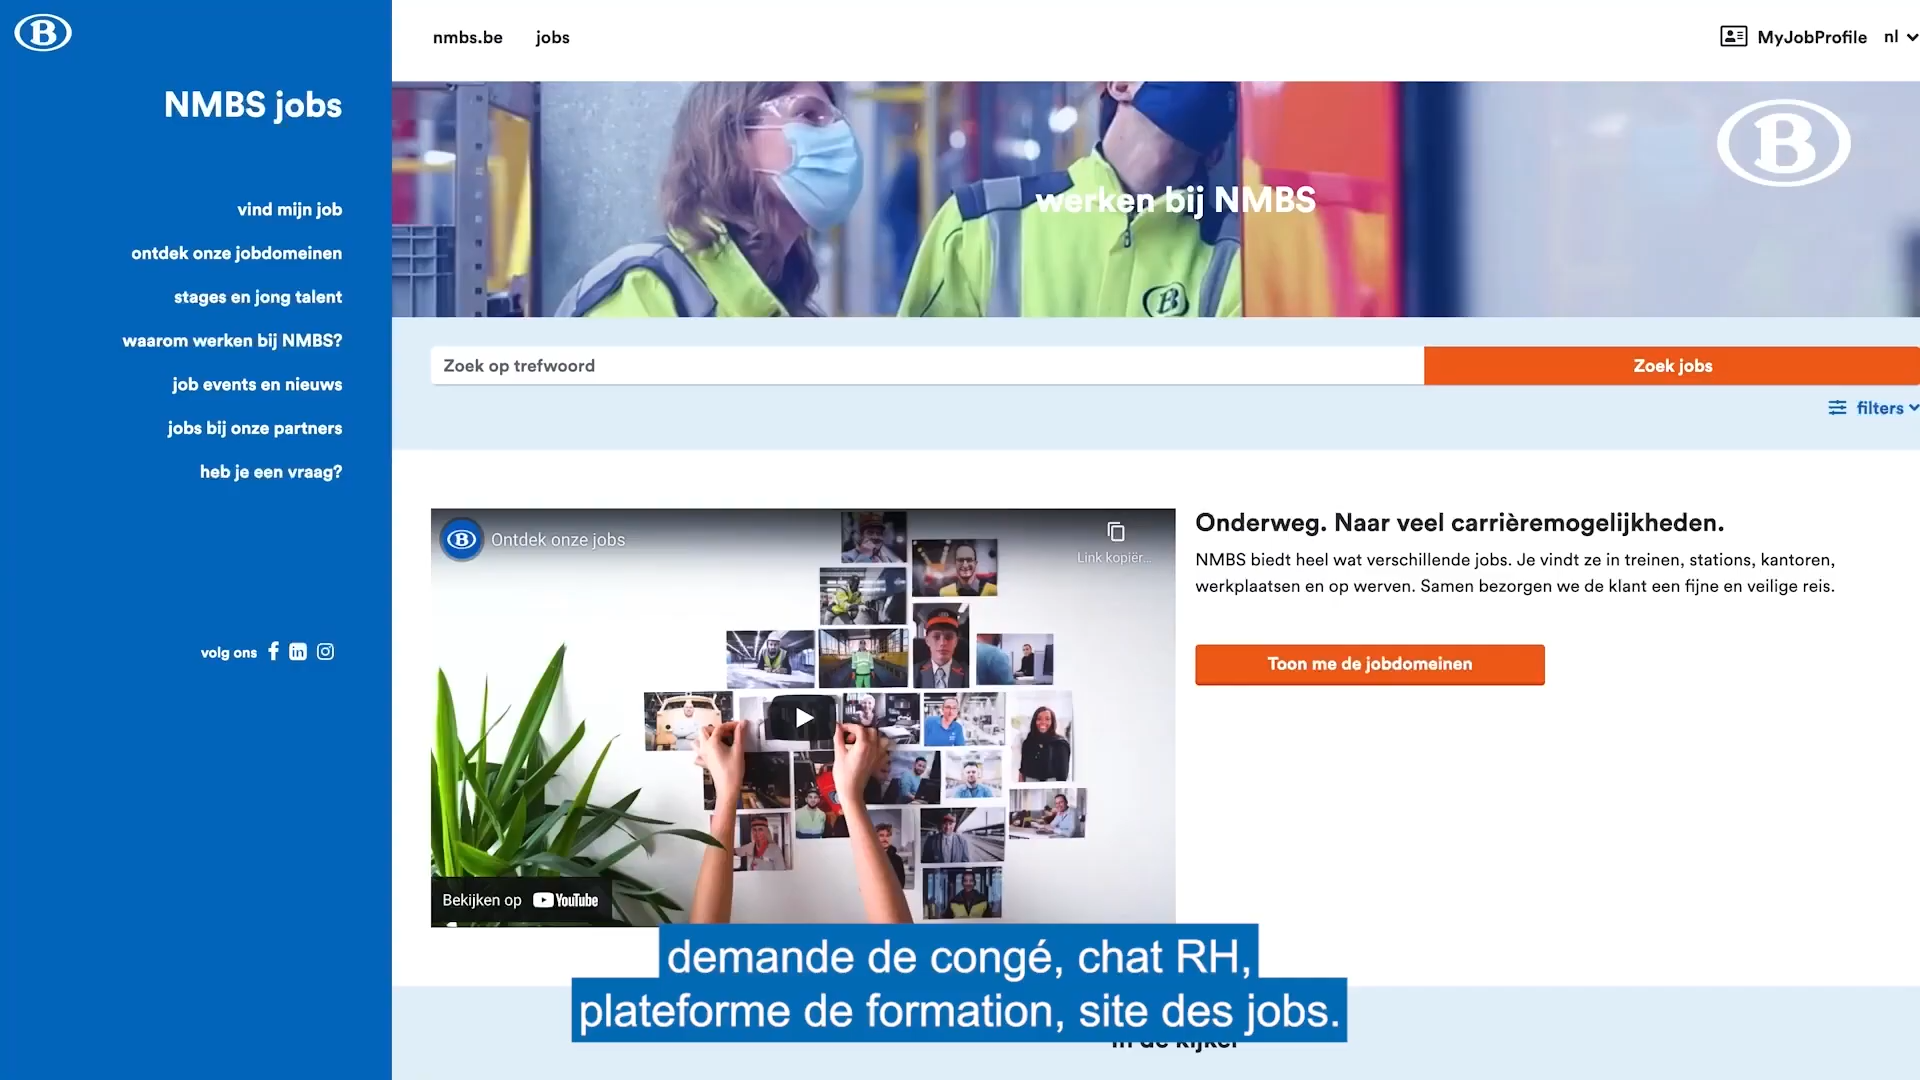 B
nmbs.be
jobs
MyJobProfile
nl
NMBS jobs
vind mijn job
ontdek onze jobdomeinen
stages en jong talent
waarom werken bij NMBS?
job events en nieuws
jobs bij onze partners
heb je een vraag?
volg ons
werken bij NMBS
B
B
Zoek op trefwoord
Zoek jobs
filters
B
Ontdek onze jobs
Link kopiër...
Bekijken op YouTube
Onderweg. Naar veel carrièremogelijkheden.
NMBS biedt heel wat verschillende jobs. Je vindt ze in treinen, stations, kantoren,
werkplaatsen en op werven. Samen bezorgen we de klant een fijne en veilige reis.
Toon me de jobdomeinen
demande de congé, chat RH,
plateforme de formation, site des jobs.
In de kijker